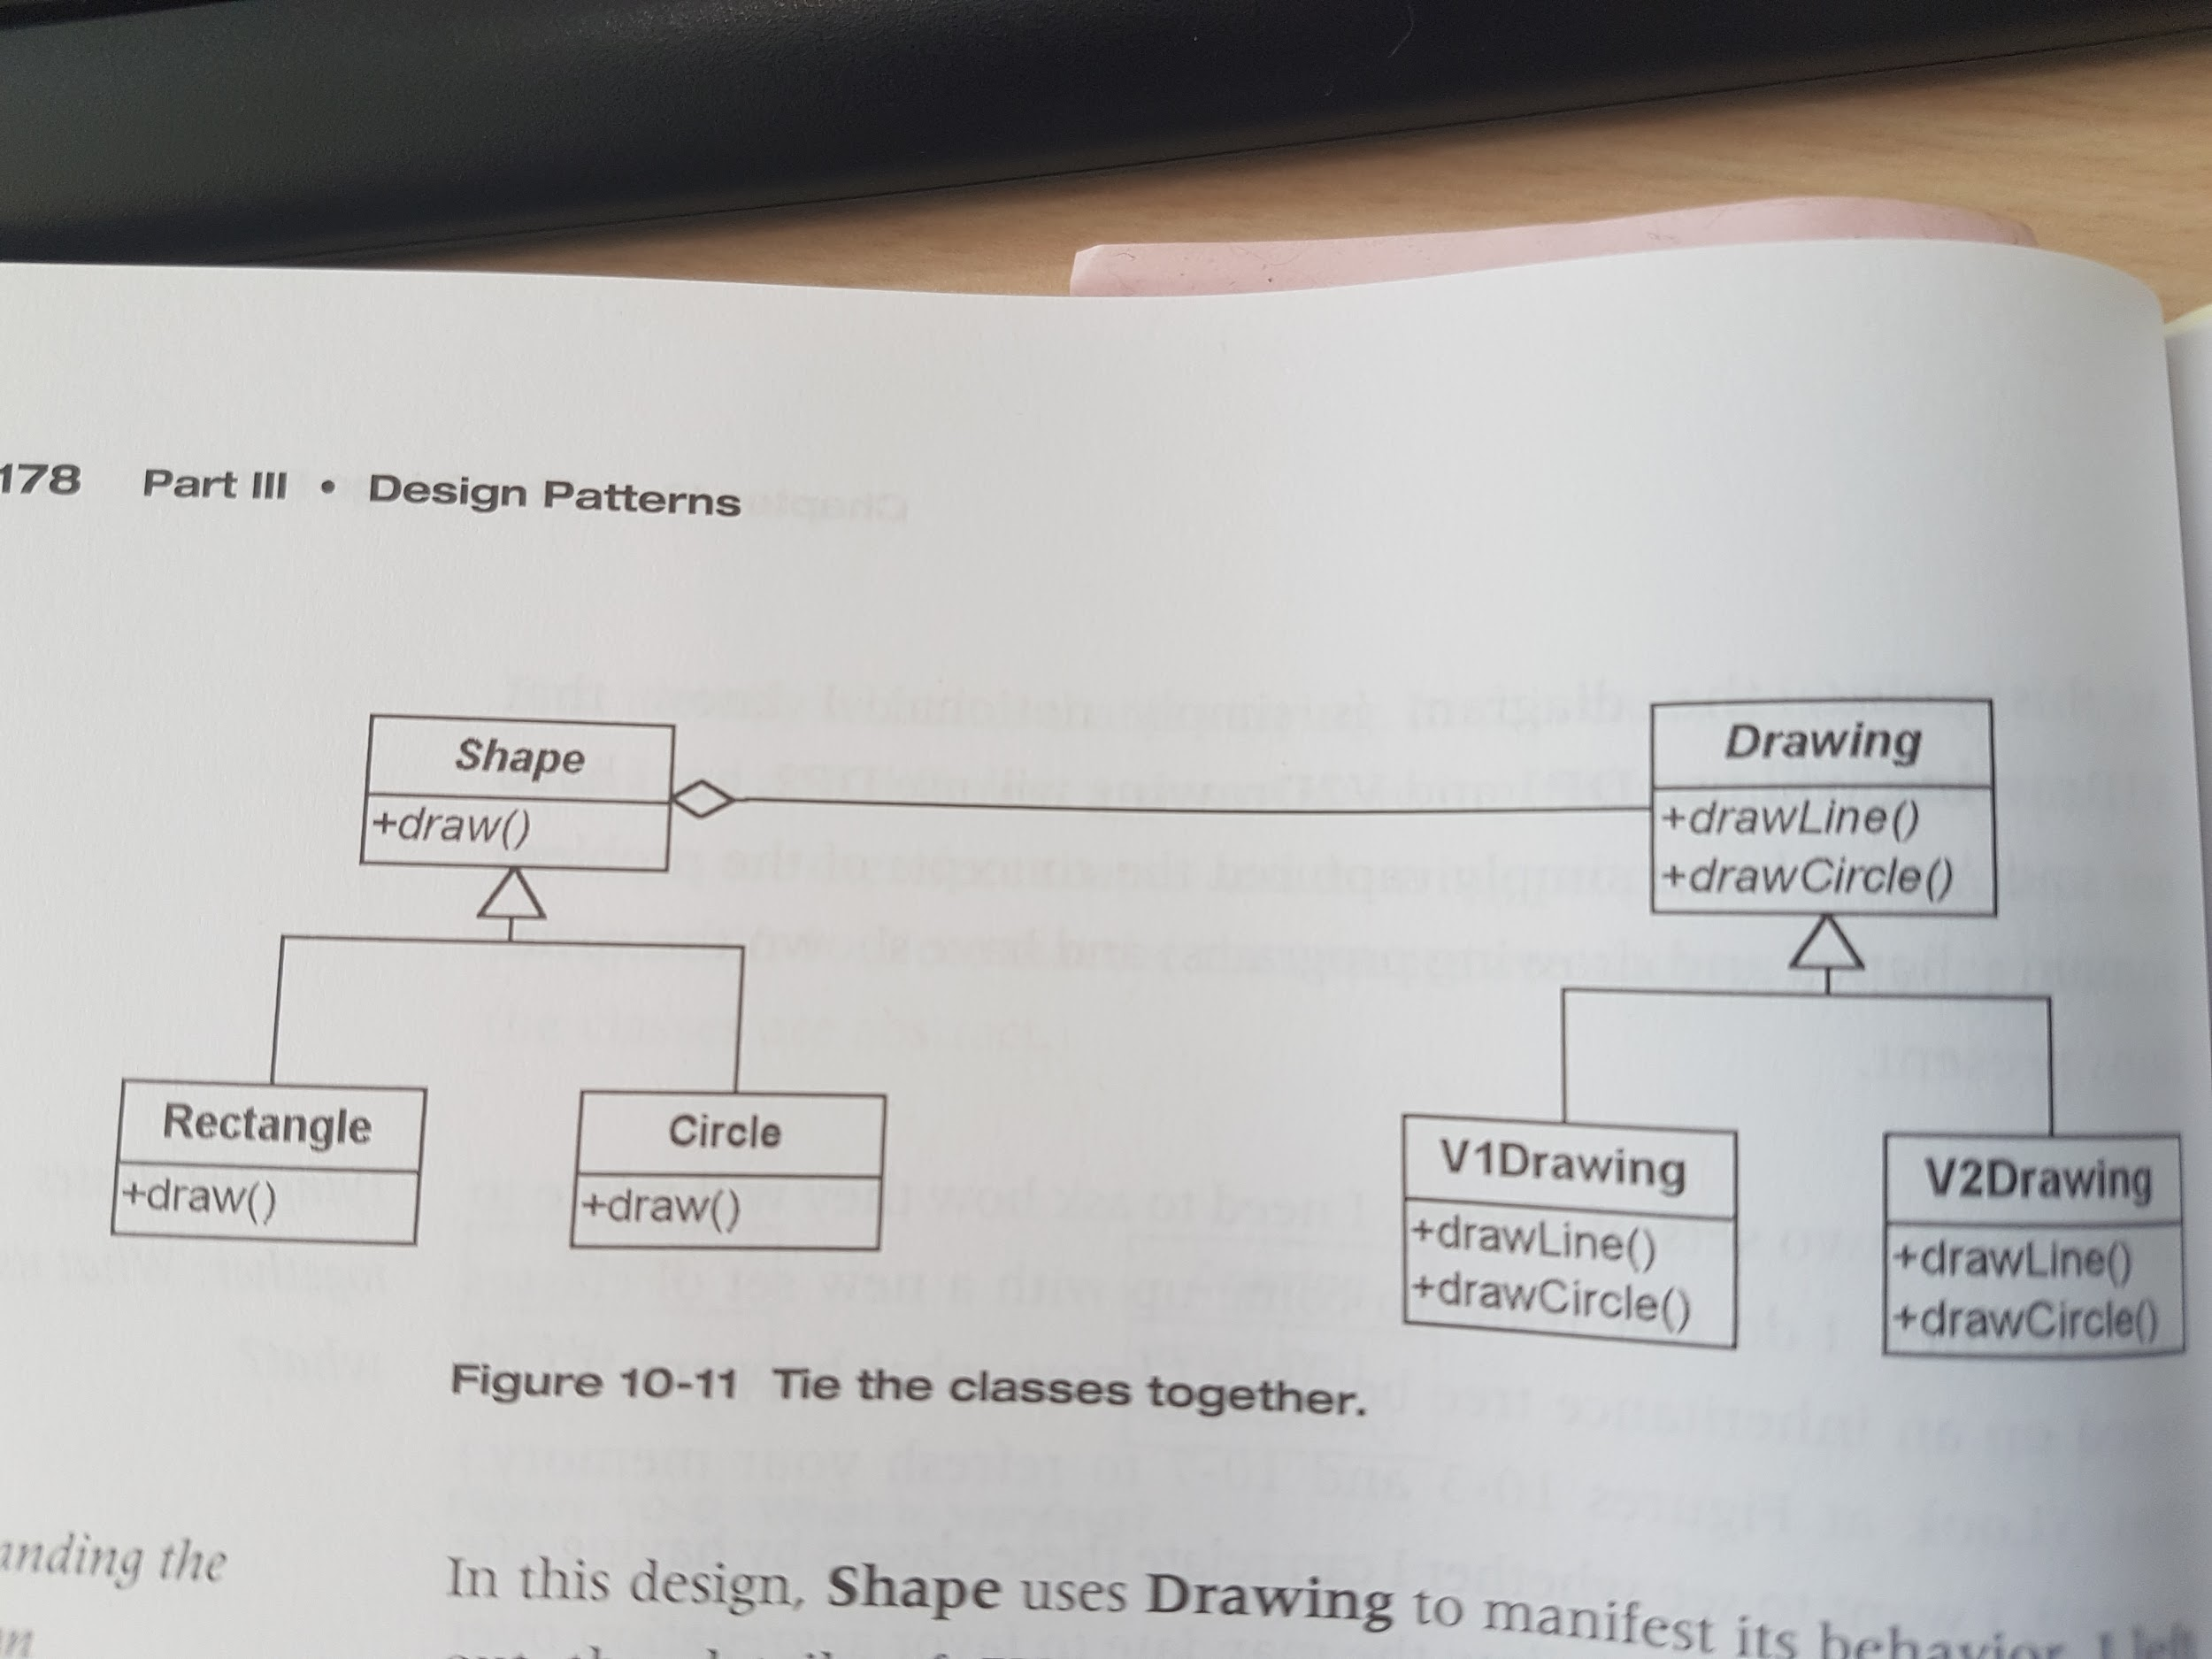 178 Part III • Design Patterns
Shape
+draw()
Drawing
+drawLine()
+drawCircle()
Rectangle
+draw()
Circle
+draw()
V1Drawing
+drawLine()
+drawCircle()
V2Drawing
+drawLine()
+drawCircle()
Figure 10-11 Tie the classes together.
the
In this design, Shape uses Drawing to manifest its behavior. I left